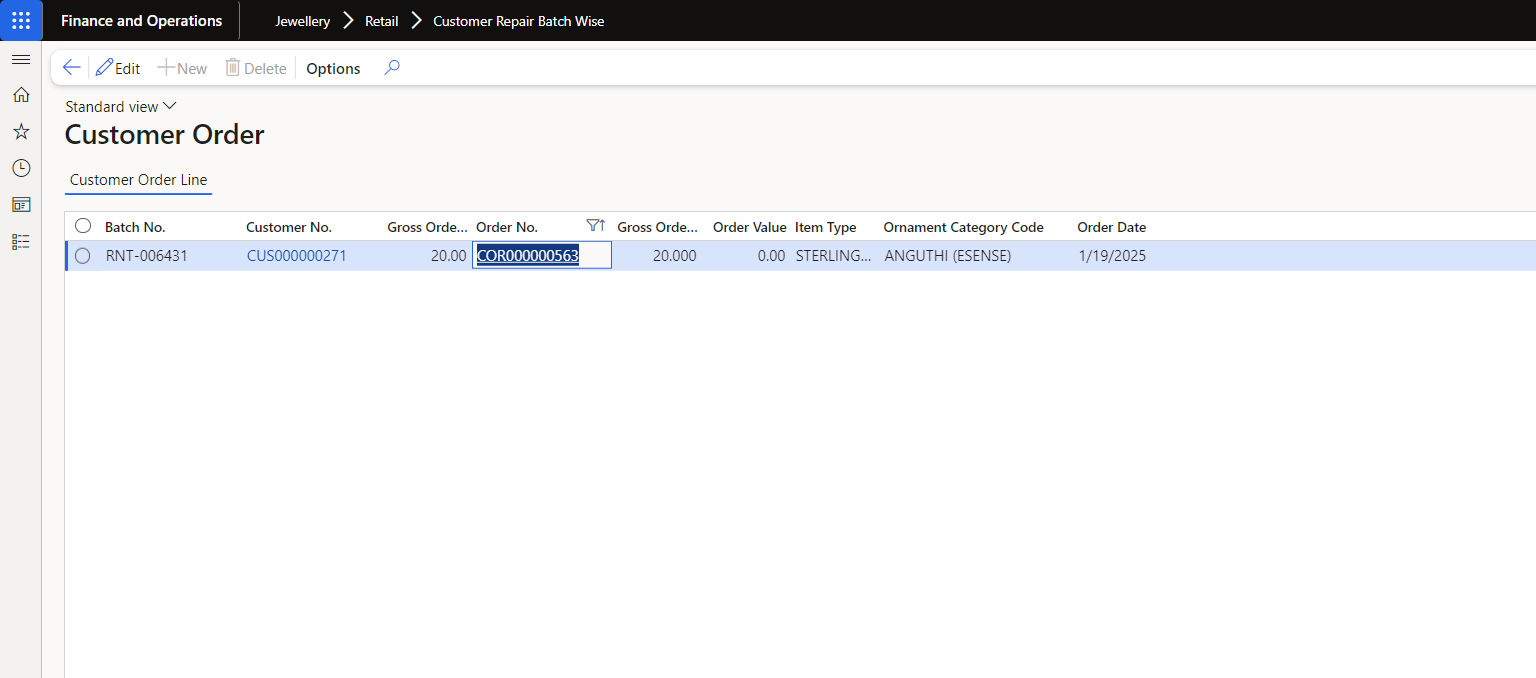 Finance and Operations Jewellery Retail Customer Repair Batch Wise
Edit New Delete Options
Standard view
Customer Order
Customer Order Line
Batch No. Customer No. Gross Orde... Order No. Gross Orde... Order Value Item Type Ornament Category Code Order Date
RNT-006431 CUS000000271 20.00 COR000000563 20.000 0.00 STERLING... ANGUTHI (ESENSE) 1/19/2025